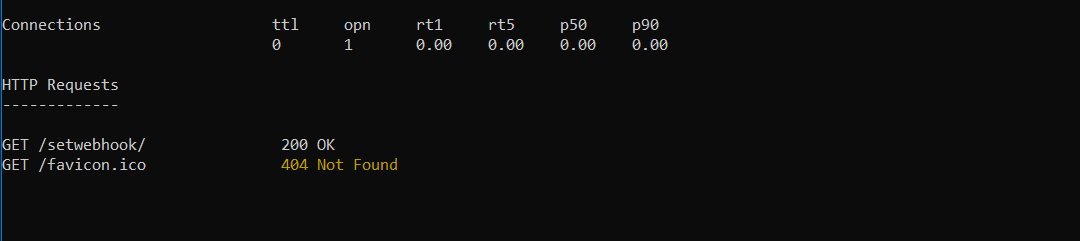 Connections ttl opn rt1 rt5 p50 p90
0 1 0.00 0.00 0.00 0.00
HTTP Requests
-------------
GET /setwebhook/ 200 OK
GET /favicon.ico 404 Not Found